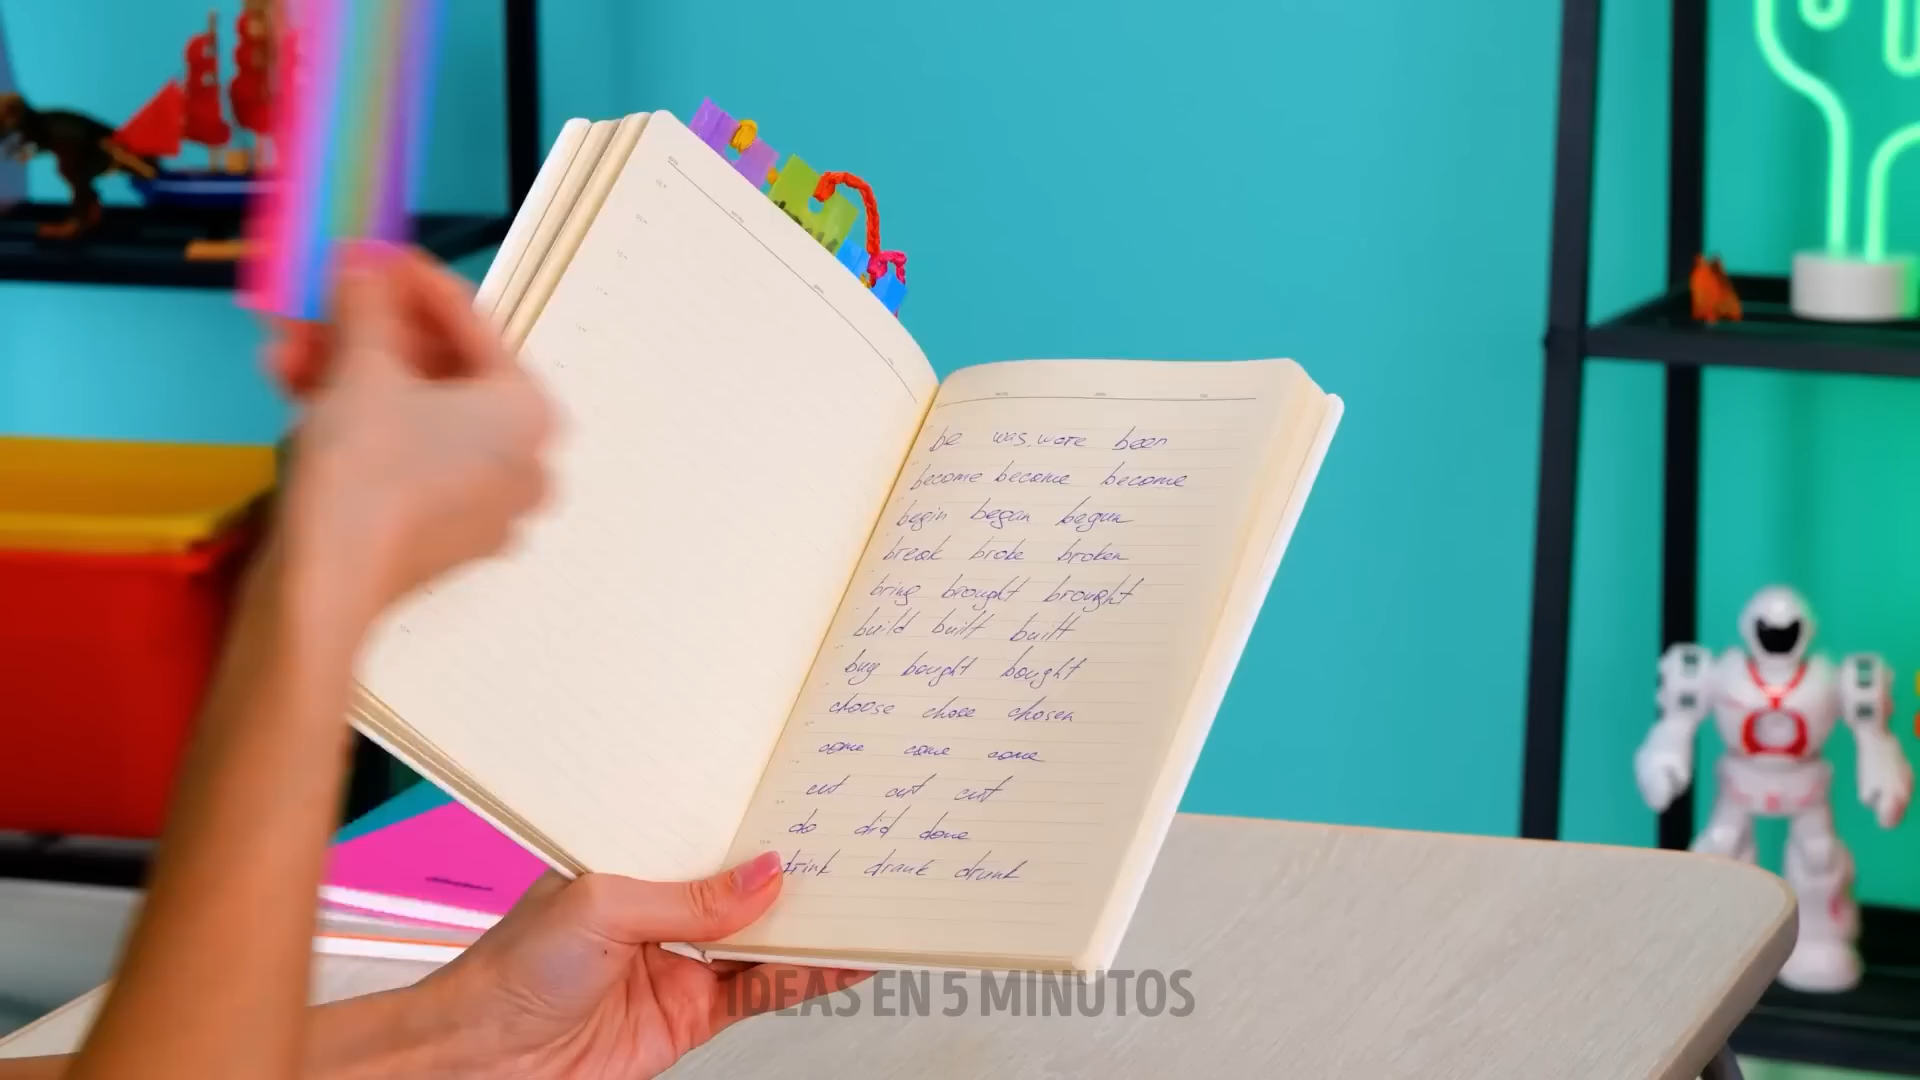 be was, were been
become became become
begin began begun
break broke broken
bring brought brought
build built built
buy bought bought
choose chose chosen
come came come
cut cut cut
do did done
drink drank drunk
IDEAS EN 5 MINUTOS